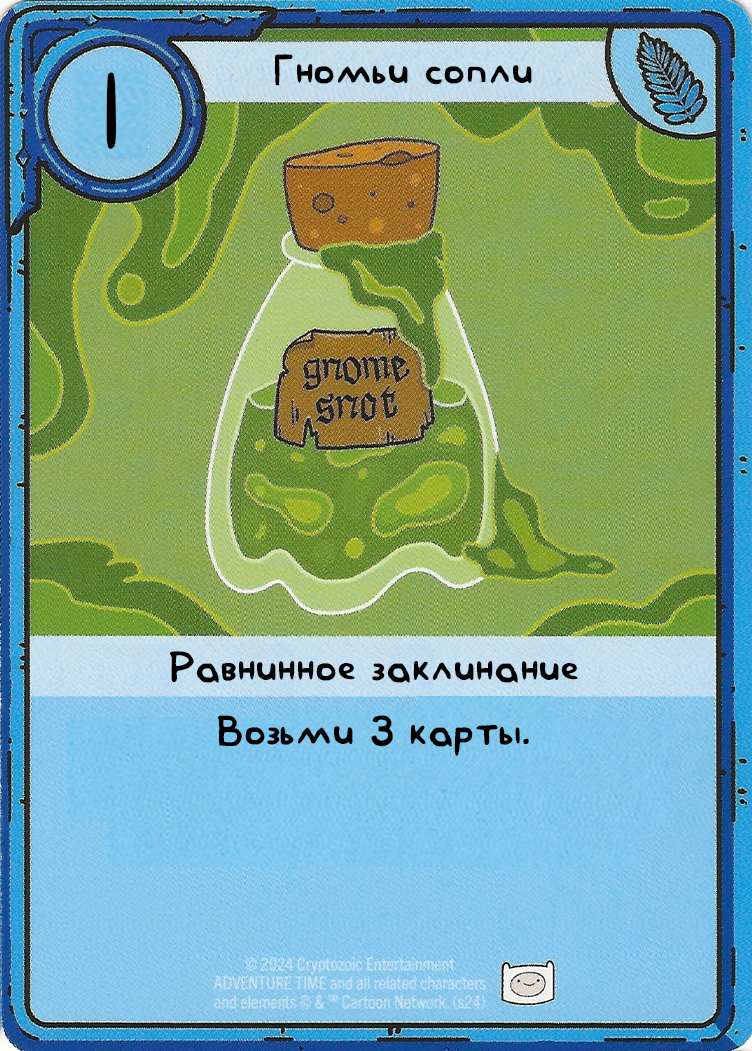 1
Гномьи сопли
gnome
snot
Равнинное заклинание
Возьми 3 карты.
© 2024 Cryptozoic Entertainment
ADVENTURE TIME and all related characters
and elements © & ™ Cartoon Network. (s24)